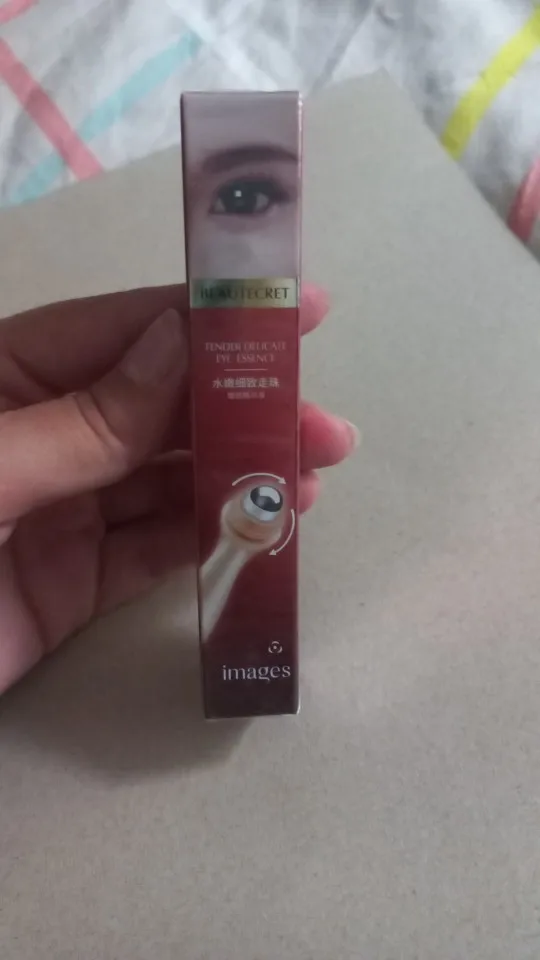 BEAUTECRET
TENDER DELICATE
EYE ESSENCE
水嫩细致走珠
images